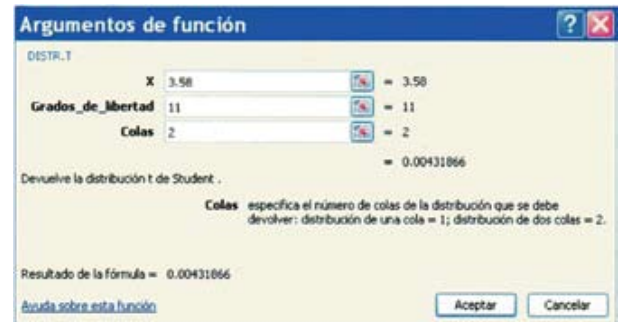 Argumentos de función
DISTR.T
X 3.58 = 3.58
Grados_de_libertad 11 = 11
Colas 2 = 2
= 0.00431866
Devuelve la distribución t de Student .
Colas especifica el número de colas de la distribución que se debe
devolver: distribución de una cola = 1; distribución de dos colas = 2.
Resultado de la fórmula = 0.00431866
Ayuda sobre esta función Aceptar Cancelar